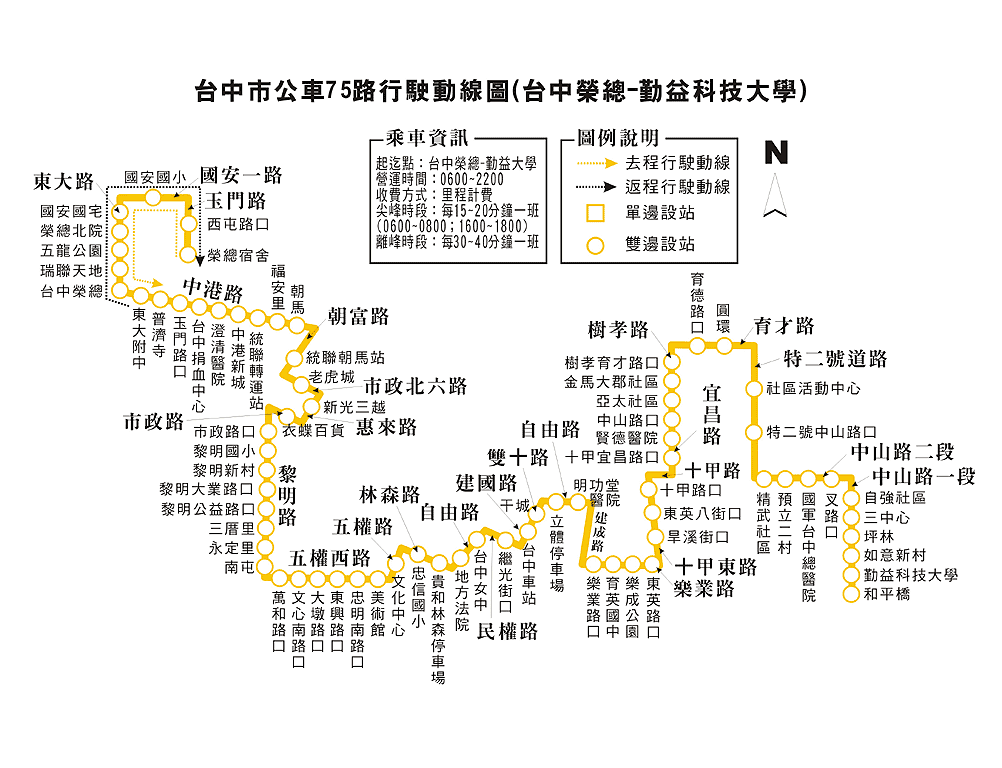 台中市公車75路行駛動線圖(台中榮總-勤益科技大學)
乘車資訊
起迄點：台中榮總-勤益大學
營運時間：0600~2200
收費方式：里程計費
尖峰時段：每15~20分鐘一班
(0600~0800；1600~1800)
離峰時段：每30~40分鐘一班
圖例說明
去程行駛動線
返程行駛動線
單邊設站
雙邊設站
N
東大路
國安國小
國安一路
玉門路
國安國宅
榮總北院
五龍公園
瑞聯天地
台中榮總
西屯路口
榮總宿舍
中港路
東大附中
普濟寺
玉門路口
台中捐血中心
澄清醫院
中港新城
統聯轉運站
福安里
朝馬
朝富路
統聯朝馬站
老虎城
市政北六路
新光三越
惠來路
衣蝶百貨
市政路
市政路口
黎明國小
黎明新村
黎明大業路口
黎明公益路口
三厝里
永定里
南屯
黎明路
五權西路
萬和路口
文心南路口
大墩路口
東興路口
忠明南路口
美術館
文化中心
五權路
林森路
忠信國小
貴和林森停車場
地方法院
自由路
台中女中
民權路
繼光街口
建國路
台中車站
雙十路
干城
立體停車場
自由路
明功堂醫院
建成路
樂業路口
育英國中
樂成公園
東英路口
樂業路
十甲東路
旱溪街口
東英八街口
十甲路口
十甲路
宜昌路
十甲宜昌路口
賢德醫院
中山路口
亞太社區
金馬大郡社區
樹孝育才路口
樹孝路
育德路口
圓環
育才路
特二號道路
社區活動中心
特二號中山路口
中山路二段
精武社區
預立二村
國軍台中總醫院
叉路口
中山路一段
自強社區
三中心
坪林
如意新村
勤益科技大學
和平橋